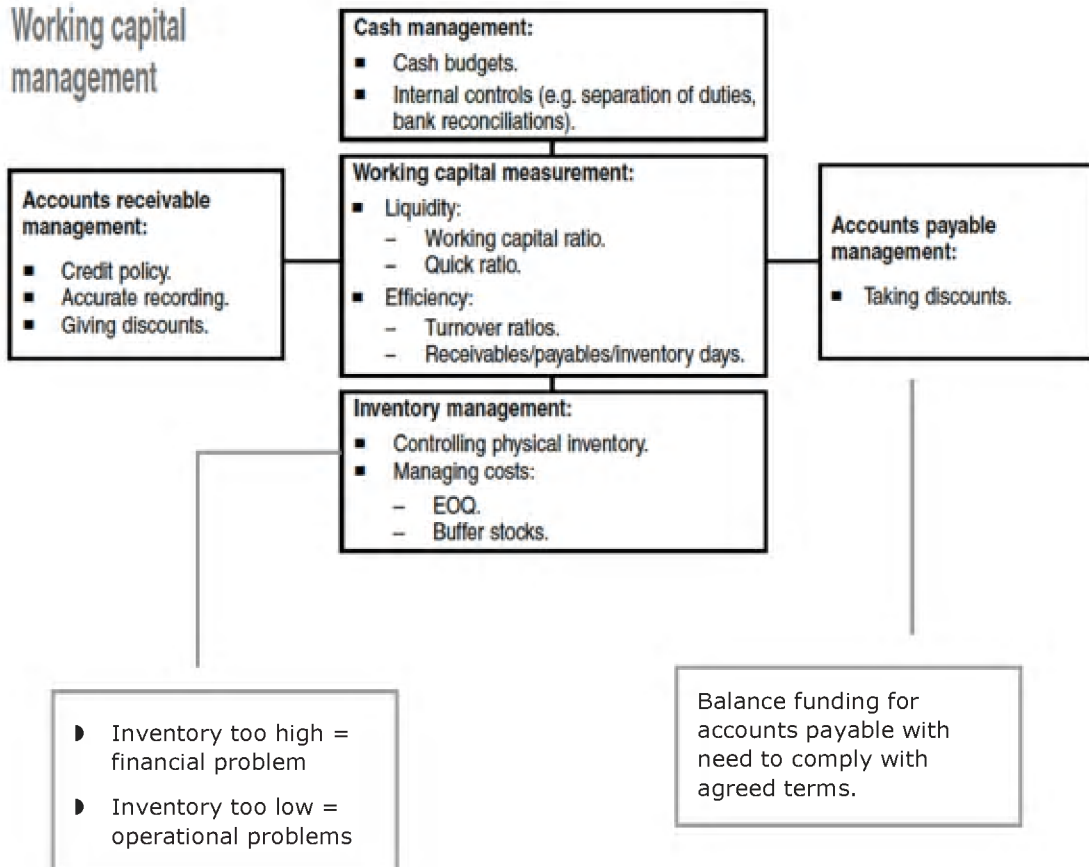 Working capital
management
Cash management:
■ Cash budgets.
■ Internal controls (e.g. separation of duties,
bank reconciliations).
Accounts receivable
management:
■ Credit policy.
■ Accurate recording.
■ Giving discounts.
Working capital measurement:
■ Liquidity:
– Working capital ratio.
– Quick ratio.
■ Efficiency:
– Turnover ratios.
– Receivables/payables/inventory days.
Accounts payable
management:
■ Taking discounts.
Inventory management:
■ Controlling physical inventory.
■ Managing costs:
– EOQ.
– Buffer stocks.
◗ Inventory too high =
financial problem
◗ Inventory too low =
operational problems
Balance funding for
accounts payable with
need to comply with
agreed terms.